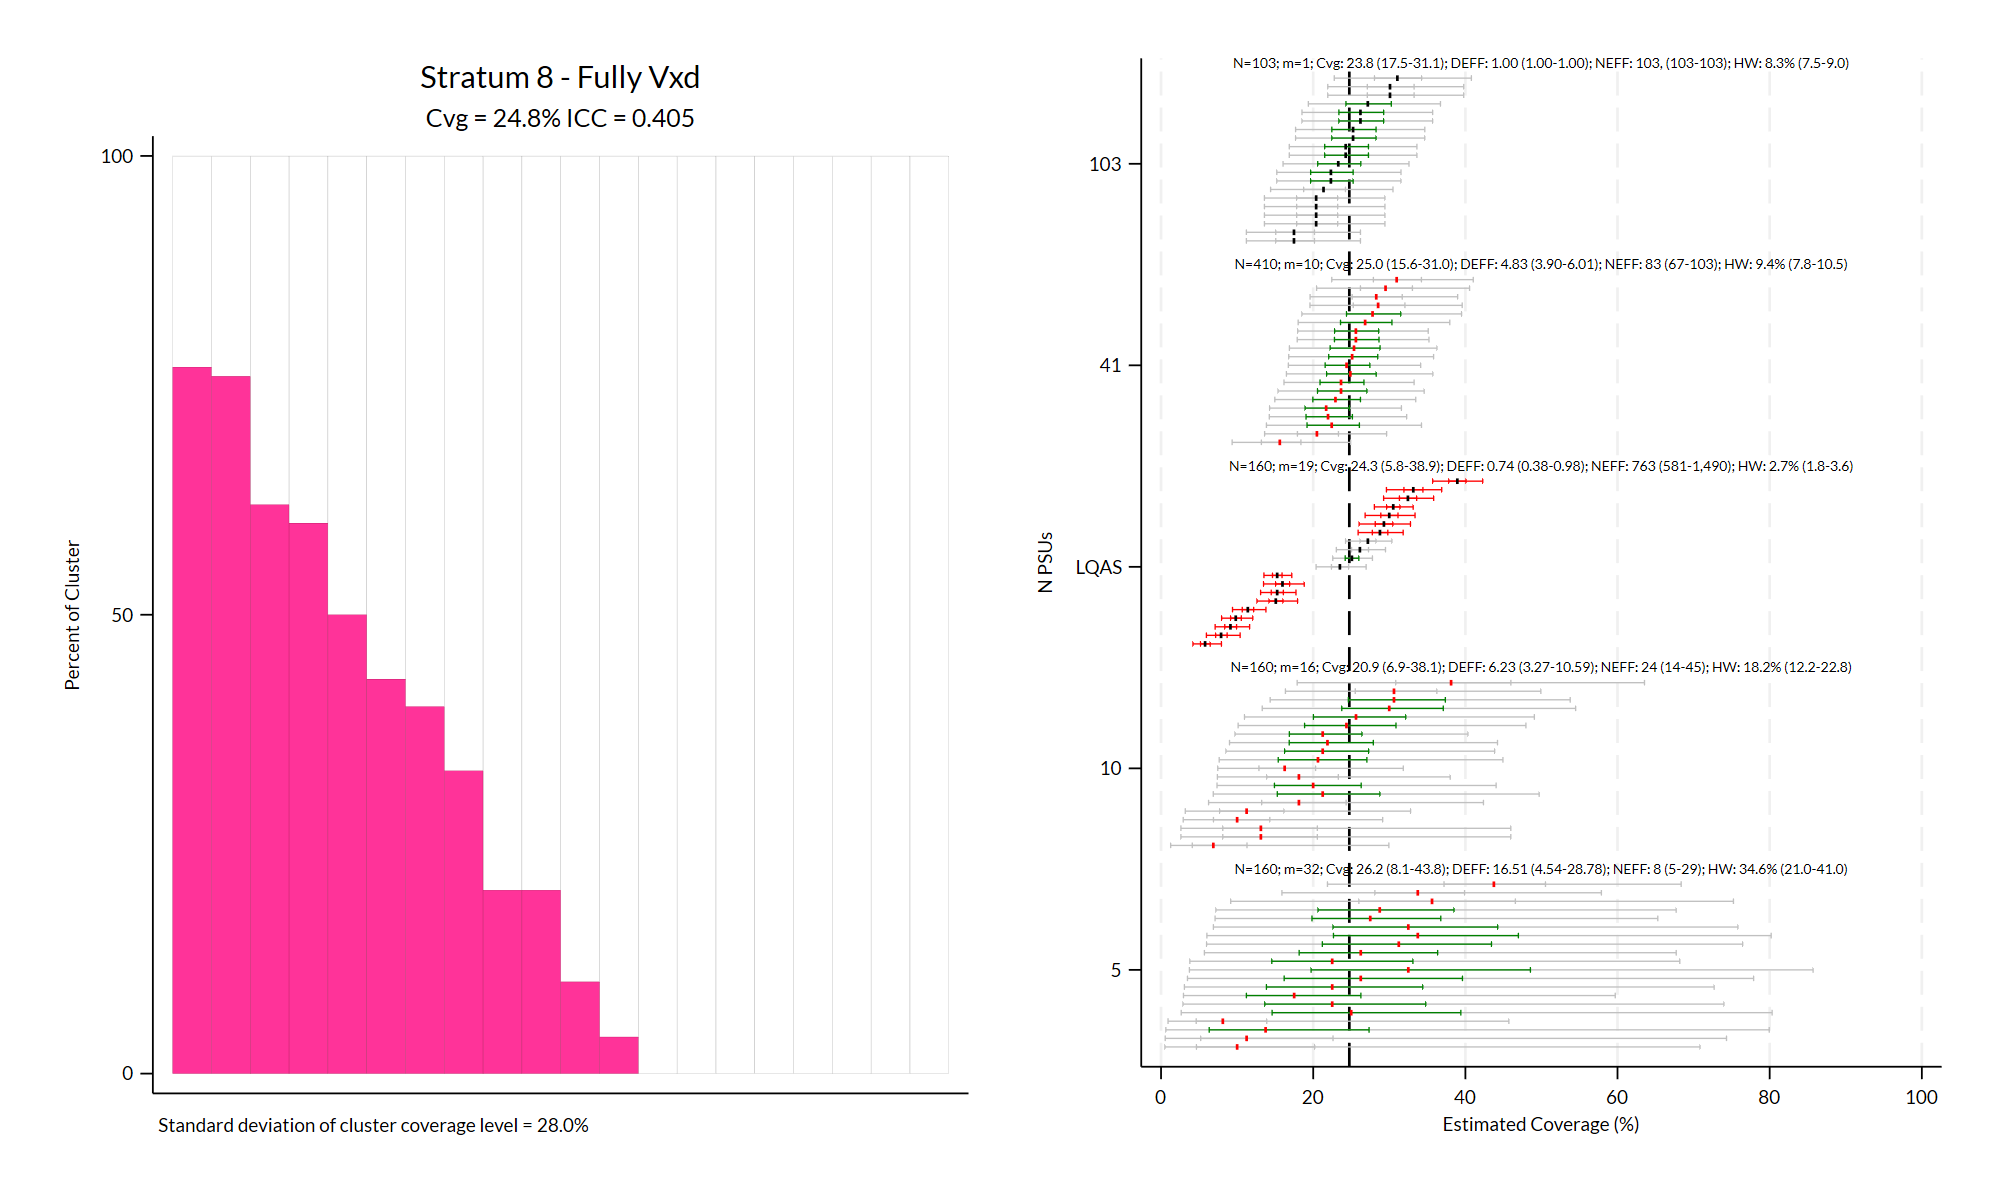 Stratum 8 - Fully Vxd
Cvg = 24.8% ICC = 0.405
100
50
0
Percent of Cluster
Standard deviation of cluster coverage level = 28.0%
N=103; m=1; Cvg: 23.8 (17.5-31.1); DEFF: 1.00 (1.00-1.00); NEFF: 103, (103-103); HW: 8.3% (7.5-9.0)
103
N=410; m=10; Cvg: 25.0 (15.6-31.0); DEFF: 4.83 (3.90-6.01); NEFF: 83 (67-103); HW: 9.4% (7.8-10.5)
41
N=160; m=19; Cvg: 24.3 (5.8-38.9); DEFF: 0.74 (0.38-0.98); NEFF: 763 (581-1,490); HW: 2.7% (1.8-3.6)
LQAS
N=160; m=16; Cvg: 20.9 (6.9-38.1); DEFF: 6.23 (3.27-10.59); NEFF: 24 (14-45); HW: 18.2% (12.2-22.8)
10
N=160; m=32; Cvg: 26.2 (8.1-43.8); DEFF: 16.51 (4.54-28.78); NEFF: 8 (5-29); HW: 34.6% (21.0-41.0)
5
N PSUs
0 20 40 60 80 100
Estimated Coverage (%)